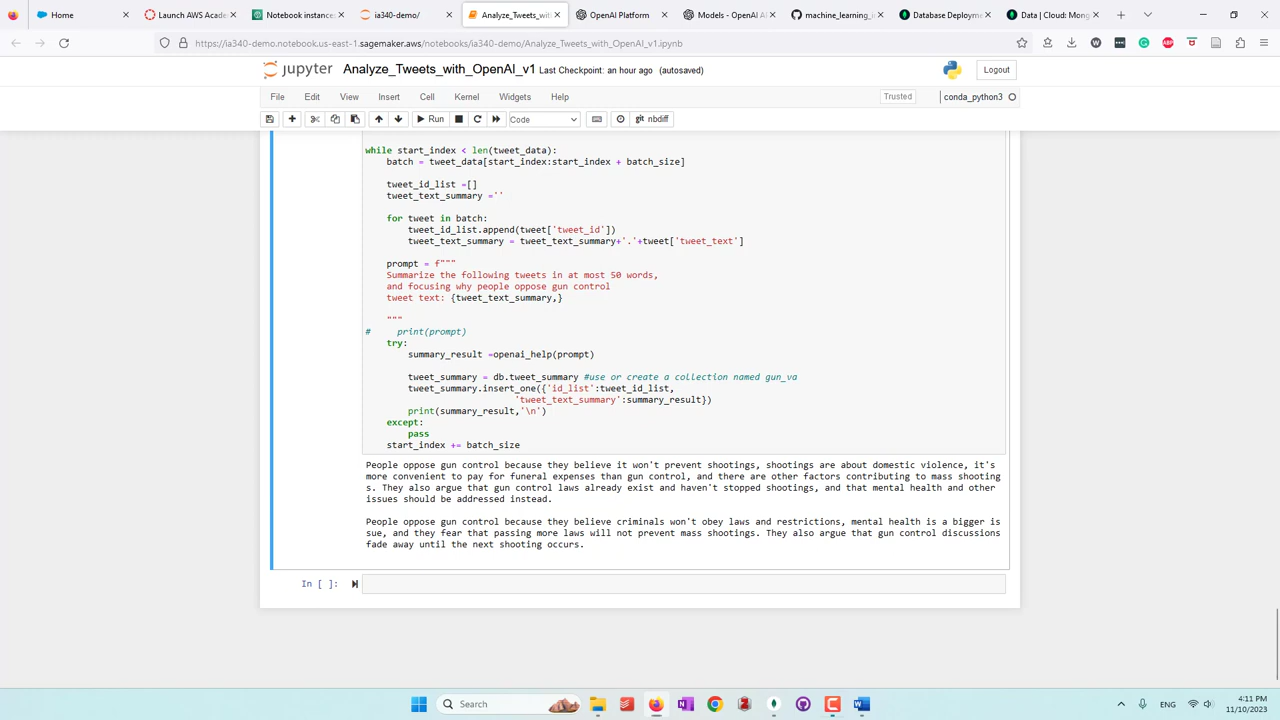 Home
Launch AWS Acade
Notebook instance
ia340-demo/
Analyze_Tweets_with
OpenAI Platform
Models - OpenAI A
machine_learning_i
Database Deployme
Data | Cloud: Mong
https://ia340-demo.notebook.us-east-1.sagemaker.aws/notebooks/ia340-demo/Analyze_Tweets_with_OpenAI_v1.ipynb
jupyter Analyze_Tweets_with_OpenAI_v1 Last Checkpoint: an hour ago (autosaved)
Logout
File Edit View Insert Cell Kernel Widgets Help
Trusted
conda_python3
Run
Code
git nbdiff
while start_index < len(tweet_data):
batch = tweet_data[start_index:start_index + batch_size]
tweet_id_list =[]
tweet_text_summary =''
for tweet in batch:
tweet_id_list.append(tweet['tweet_id'])
tweet_text_summary = tweet_text_summary+'.'+tweet['tweet_text']
prompt = f"""
Summarize the following tweets in at most 50 words,
and focusing why people oppose gun control
tweet text: {tweet_text_summary,}
"""
# print(prompt)
try:
summary_result =openai_help(prompt)
tweet_summary = db.tweet_summary #use or create a collection named gun_va
tweet_summary.insert_one({'id_list':tweet_id_list,
'tweet_text_summary':summary_result})
print(summary_result,'\n')
except:
pass
start_index += batch_size
People oppose gun control because they believe it won't prevent shootings, shootings are about domestic violence, it's
more convenient to pay for funeral expenses than gun control, and there are other factors contributing to mass shooting
s. They also argue that gun control laws already exist and haven't stopped shootings, and that mental health and other
issues should be addressed instead.
People oppose gun control because they believe criminals won't obey laws and restrictions, mental health is a bigger is
sue, and they fear that passing more laws will not prevent mass shootings. They also argue that gun control discussions
fade away until the next shooting occurs.
In [ ]:
Search
ENG
4:11 PM
11/10/2023